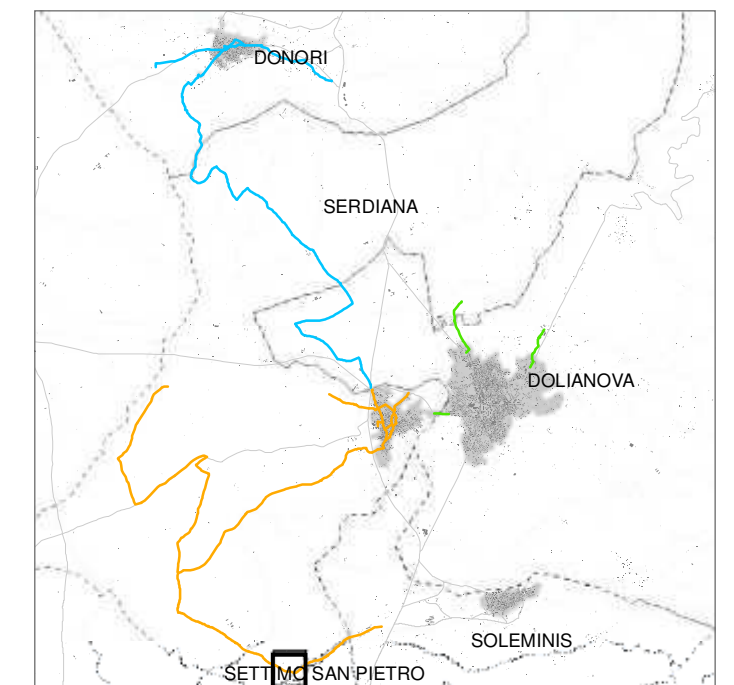 DONORI
SERDIANA
DOLIANOVA
SOLEMINIS
SETTIMO SAN PIETRO